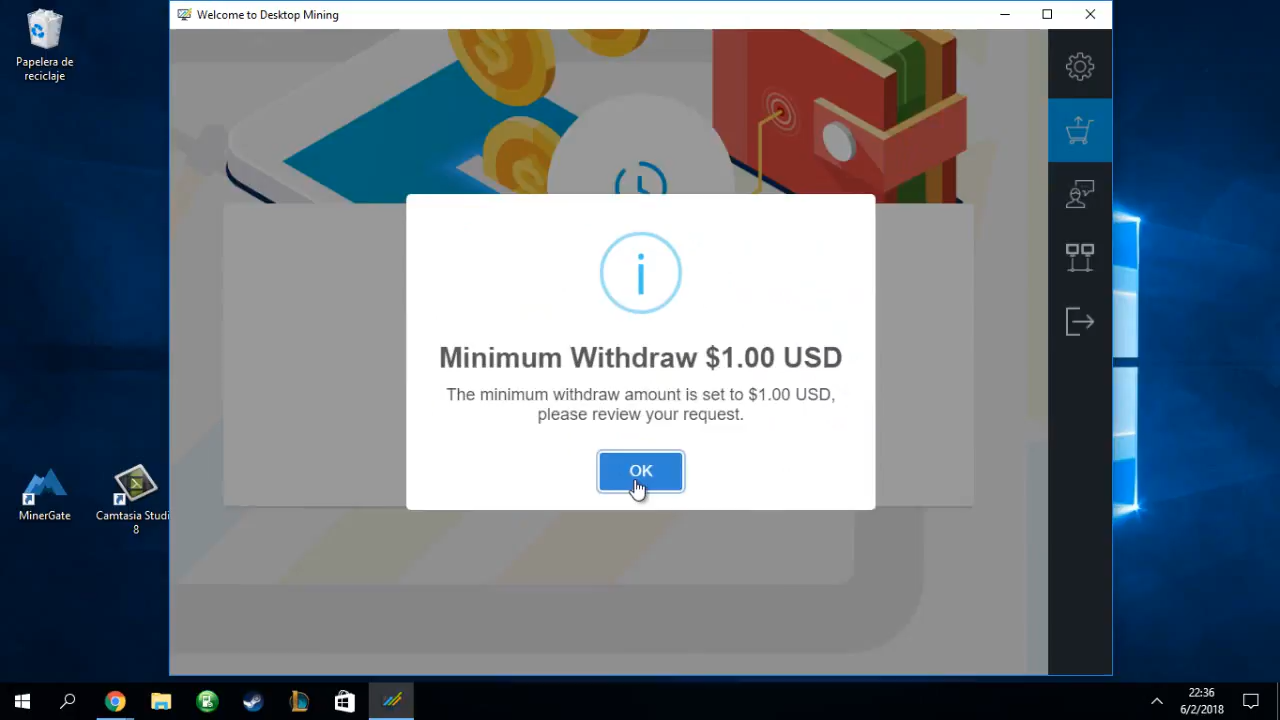 Welcome to Desktop Mining
Papelera de
reciclaje
Minimum Withdraw $1.00 USD
The minimum withdraw amount is set to $1.00 USD,
please review your request.
OK
MinerGate
Camtasia Studi
8
22:36
6/2/2018